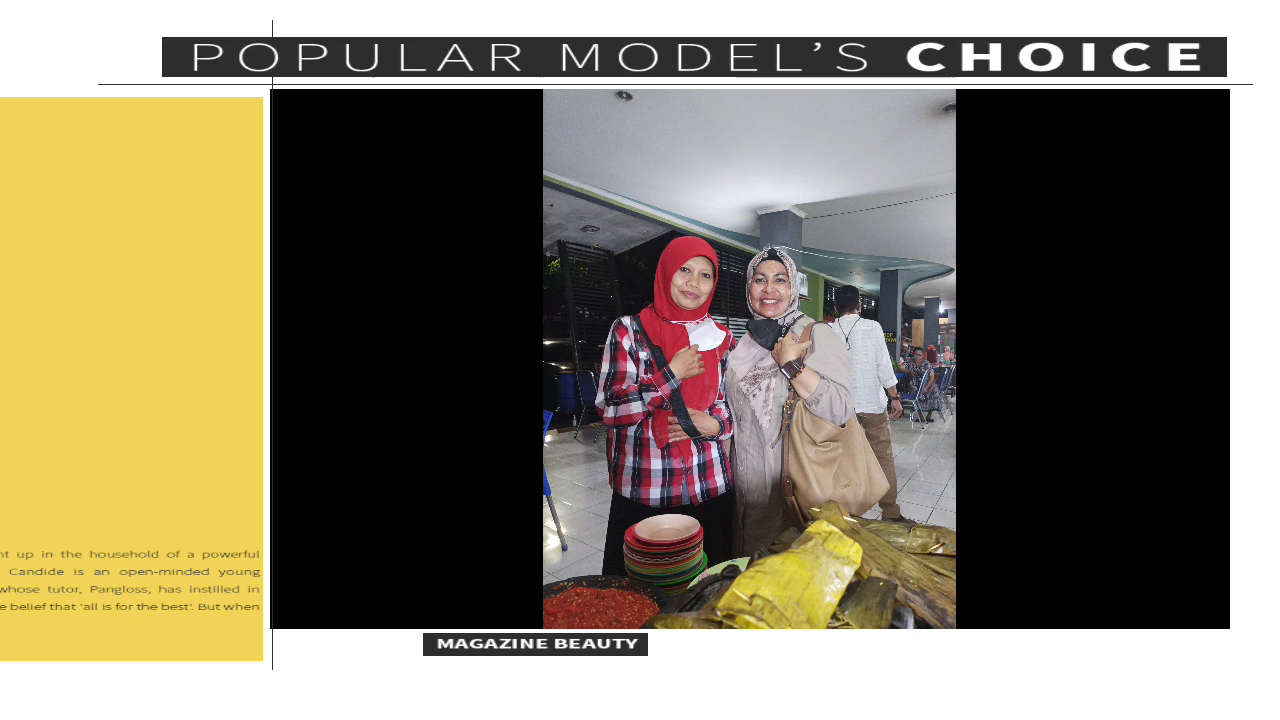 POPULAR MODEL'S CHOICE
nt up in the household of a powerful
Candide is an open-minded young
whose tutor, Pangloss, has instilled in
e belief that 'all is for the best'. But when
MAGAZINE BEAUTY